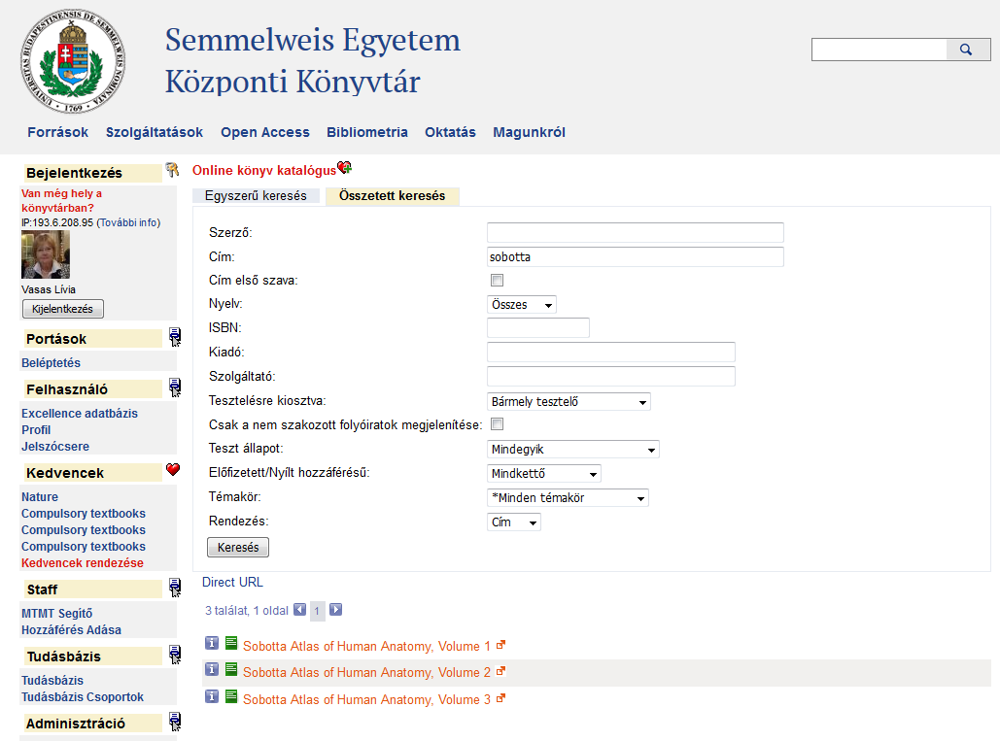 UNIVERSITAS BUDAPESTINENSIS DE SEMMELWEIS NOMINATA
• 1769 •
Semmelweis Egyetem
Központi Könyvtár
Források Szolgáltatások Open Access Bibliometria Oktatás Magunkról
Bejelentkezés
Van még hely a
könyvtárban?
IP:193.6.208.95 (További info)
Vasas Lívia
Kijelentkezés
Portások
Beléptetés
Felhasználó
Excellence adatbázis
Profil
Jelszócsere
Kedvencek
Nature
Compulsory textbooks
Compulsory textbooks
Compulsory textbooks
Kedvencek rendezése
Staff
MTMT Segítő
Hozzáférés Adása
Tudásbázis
Tudásbázis
Tudásbázis Csoportok
Adminisztráció
Online könyv katalógus
Egyszerű keresés Összetett keresés
Szerző:
Cím: sobotta
Cím első szava:
Nyelv: Összes
ISBN:
Kiadó:
Szolgáltató:
Tesztelésre kiosztva: Bármely tesztelő
Csak a nem szakozott folyóiratok megjelenítése:
Teszt állapot: Mindegyik
Előfizetett/Nyílt hozzáférésű: Mindkettő
Témakör: *Minden témakör
Rendezés: Cím
Keresés
Direct URL
3 találat, 1 oldal 1
Sobotta Atlas of Human Anatomy, Volume 1
Sobotta Atlas of Human Anatomy, Volume 2
Sobotta Atlas of Human Anatomy, Volume 3